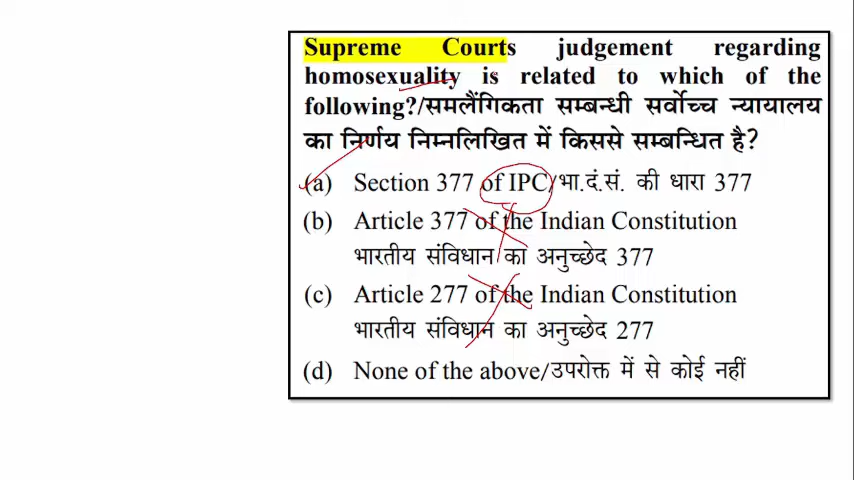 Supreme Courts judgement regarding
homosexuality is related to which of the
following?/समलैंगिकता सम्बन्धी सर्वोच्च न्यायालय
का निर्णय निम्नलिखित में किससे सम्बन्धित है?
(a) Section 377 of IPC/भा.दं.सं. की धारा 377
(b) Article 377 of the Indian Constitution
भारतीय संविधान का अनुच्छेद 377
(c) Article 277 of the Indian Constitution
भारतीय संविधान का अनुच्छेद 277
(d) None of the above/उपरोक्त में से कोई नहीं